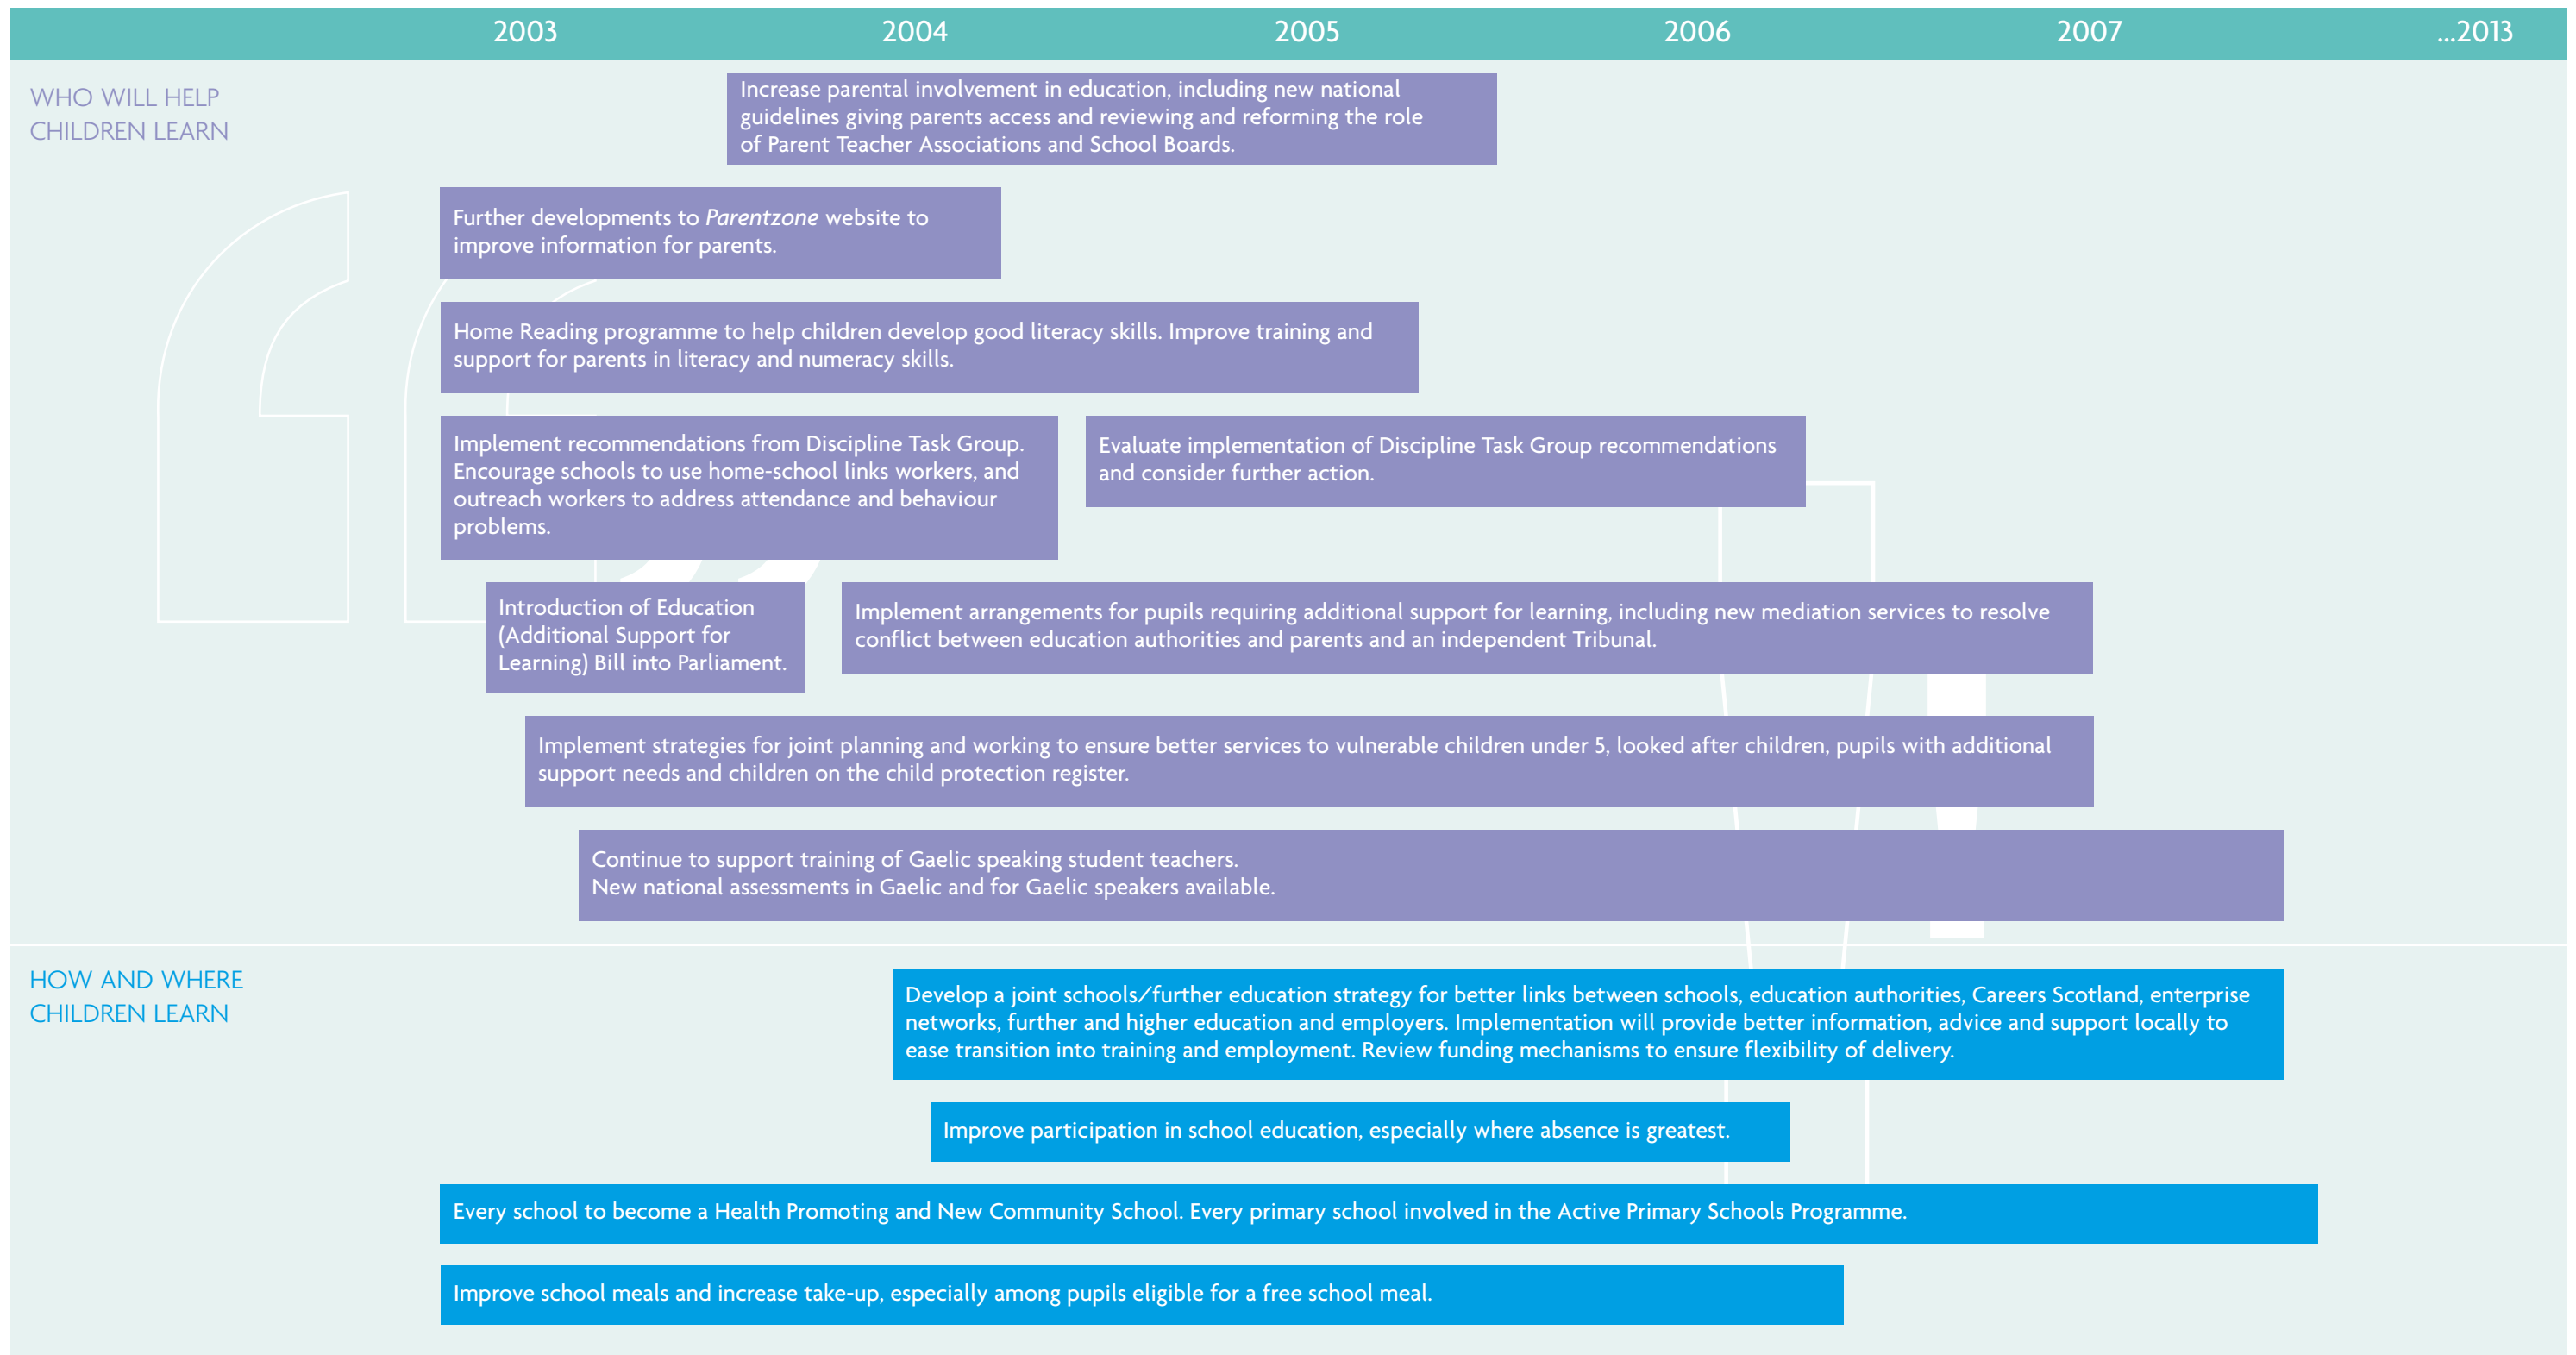 2003 2004 2005 2006 2007 ...2013
WHO WILL HELP
CHILDREN LEARN
Increase parental involvement in education, including new national
guidelines giving parents access and reviewing and reforming the role
of Parent Teacher Associations and School Boards.
Further developments to Parentzone website to
improve information for parents.
Home Reading programme to help children develop good literacy skills. Improve training and
support for parents in literacy and numeracy skills.
Implement recommendations from Discipline Task Group.
Encourage schools to use home-school links workers, and
outreach workers to address attendance and behaviour
problems.
Evaluate implementation of Discipline Task Group recommendations
and consider further action.
Introduction of Education
(Additional Support for
Learning) Bill into Parliament.
Implement arrangements for pupils requiring additional support for learning, including new mediation services to resolve
conflict between education authorities and parents and an independent Tribunal.
Implement strategies for joint planning and working to ensure better services to vulnerable children under 5, looked after children, pupils with additional
support needs and children on the child protection register.
Continue to support training of Gaelic speaking student teachers.
New national assessments in Gaelic and for Gaelic speakers available.
HOW AND WHERE
CHILDREN LEARN
Develop a joint schools/further education strategy for better links between schools, education authorities, Careers Scotland, enterprise
networks, further and higher education and employers. Implementation will provide better information, advice and support locally to
ease transition into training and employment. Review funding mechanisms to ensure flexibility of delivery.
Improve participation in school education, especially where absence is greatest.
Every school to become a Health Promoting and New Community School. Every primary school involved in the Active Primary Schools Programme.
Improve school meals and increase take-up, especially among pupils eligible for a free school meal.